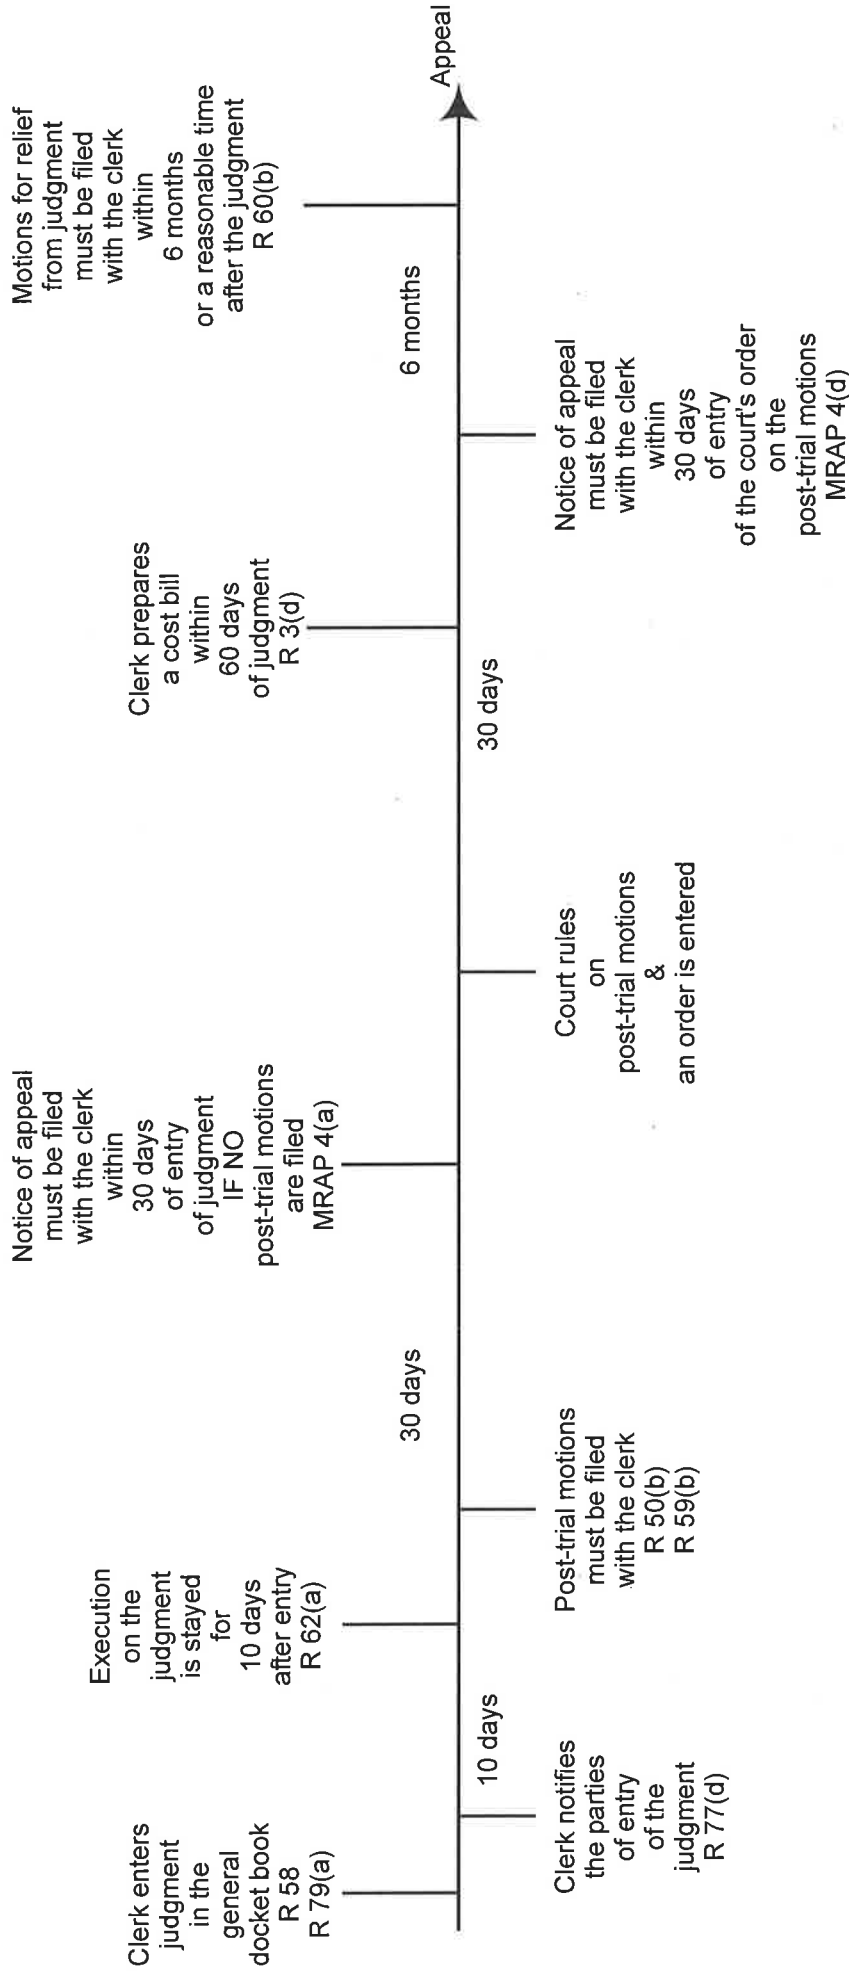 Clerk enters
judgment
in the
general
docket book
R 58
R 79(a)
Clerk notifies
the parties
of entry
of the
judgment
R 77(d)
10 days
Execution
on the
judgment
is stayed
for
10 days
after entry
R 62(a)
Post-trial motions
must be filed
with the clerk
R 50(b)
R 59(b)
30 days
Notice of appeal
must be filed
with the clerk
within
30 days
of entry
of judgment
IF NO
post-trial motions
are filed
MRAP 4(a)
Court rules
on
post-trial motions
&
an order is entered
30 days
Clerk prepares
a cost bill
within
60 days
of judgment
R 3(d)
Notice of appeal
must be filed
with the clerk
within
30 days
of entry
of the court's order
on the
post-trial motions
MRAP 4(d)
6 months
Motions for relief
from judgment
must be filed
with the clerk
within
6 months
or a reasonable time
after the judgment
R 60(b)
Appeal